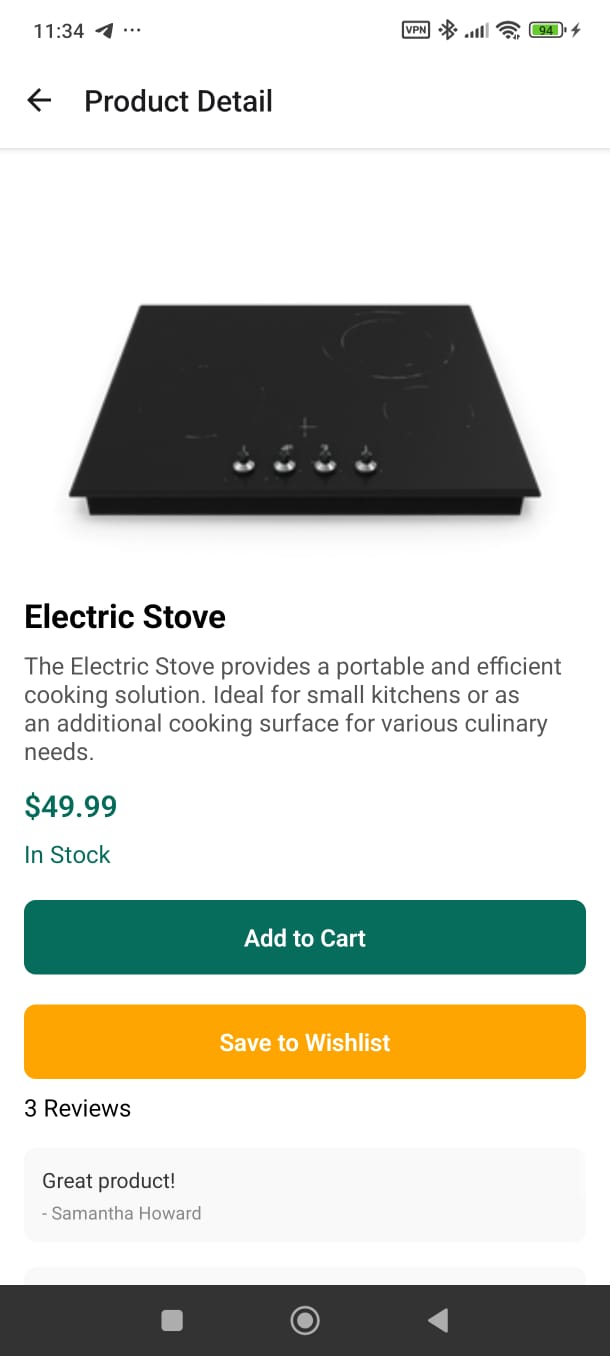 11:34
VPN
94
Product Detail
Electric Stove
The Electric Stove provides a portable and efficient
cooking solution. Ideal for small kitchens or as
an additional cooking surface for various culinary
needs.
$49.99
In Stock
Add to Cart
Save to Wishlist
3 Reviews
Great product!
- Samantha Howard